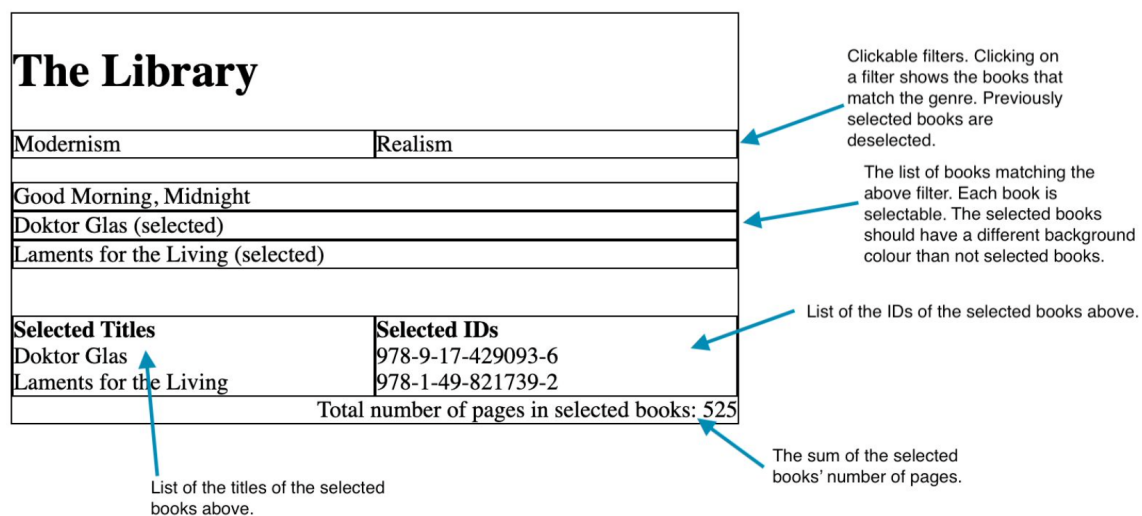 The Library
Modernism
Realism
Good Morning, Midnight
Doktor Glas (selected)
Laments for the Living (selected)
Selected Titles
Doktor Glas
Laments for the Living
Selected IDs
978-9-17-429093-6
978-1-49-821739-2
Total number of pages in selected books: 525
Clickable filters. Clicking on
a filter shows the books that
match the genre. Previously
selected books are
deselected.
The list of books matching the
above filter. Each book is
selectable. The selected books
should have a different background
colour than not selected books.
List of the IDs of the selected books above.
The sum of the selected
books' number of pages.
List of the titles of the selected
books above.